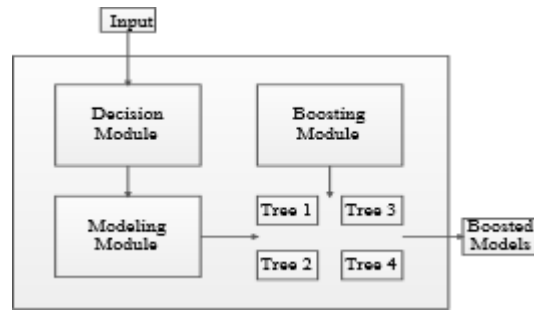 Input
Decision
Module
Boosting
Module
Modeling
Module
Tree 1
Tree 3
Tree 2
Tree 4
Boosted
Models